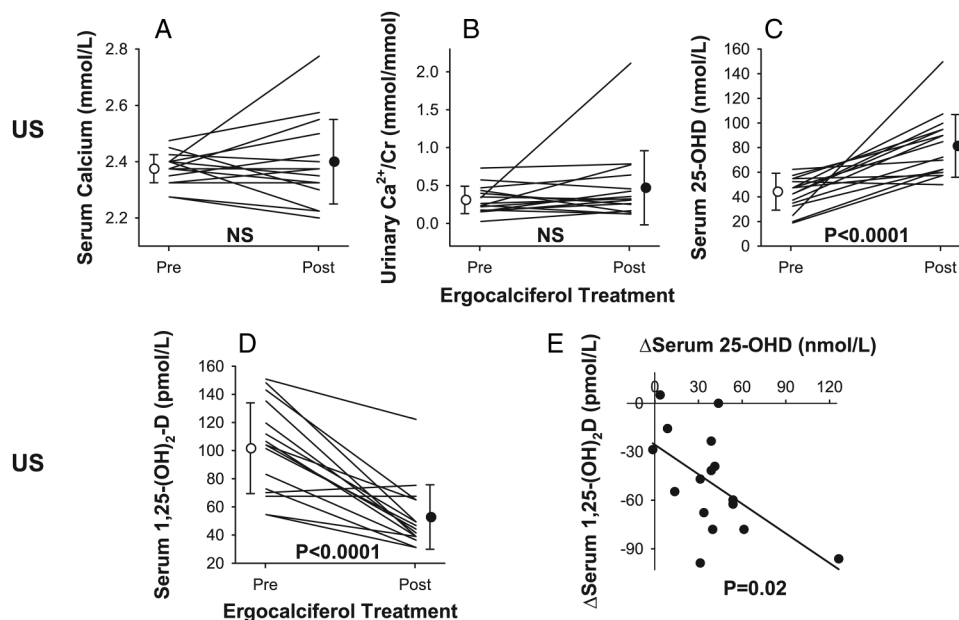 A
Serum Calcium (mmol/L)
2.8
2.6
2.4
2.2
NS
Pre
Post
B
Urinary Ca²⁺/Cr (mmol/mmol)
2.0
1.5
1.0
0.5
0.0
NS
Pre
Post
C
Serum 25-OHD (nmol/L)
160
140
120
100
80
60
40
20
0
P<0.0001
Pre
Post
US
Ergocalciferol Treatment
D
Serum 1,25-(OH)₂-D (pmol/L)
160
140
120
100
80
60
40
20
P<0.0001
Pre
Post
Ergocalciferol Treatment
E
ΔSerum 25-OHD (nmol/L)
0 30 60 90 120
ΔSerum 1,25-(OH)₂D (pmol/L)
0
-30
-60
-90
P=0.02
US